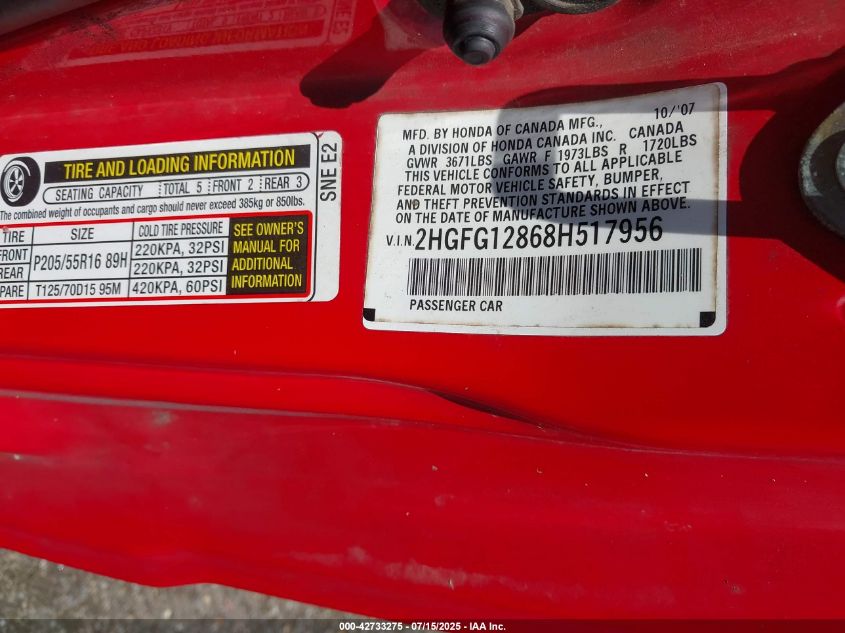 TIRE AND LOADING INFORMATION
SEATING CAPACITY TOTAL 5 FRONT 2 REAR 3
The combined weight of occupants and cargo should never exceed 385kg or 850lbs.
TIRE SIZE COLD TIRE PRESSURE
FRONT P205/55R16 89H 220KPA, 32PSI
REAR 220KPA, 32PSI
SPARE T125/70D15 95M 420KPA, 60PSI
SEE OWNER'S
MANUAL FOR
ADDITIONAL
INFORMATION
SNE E2
10/'07
MFD. BY HONDA OF CANADA MFG.,
A DIVISION OF HONDA CANADA INC. CANADA
GVWR 3671LBS GAWR F 1973LBS R 1720LBS
THIS VEHICLE CONFORMS TO ALL APPLICABLE
FEDERAL MOTOR VEHICLE SAFETY, BUMPER,
AND THEFT PREVENTION STANDARDS IN EFFECT
ON THE DATE OF MANUFACTURE SHOWN ABOVE.
V.I.N. 2HGFG12868H517956
PASSENGER CAR
340-42733275 - 07/15/2025 - IAA Inc.